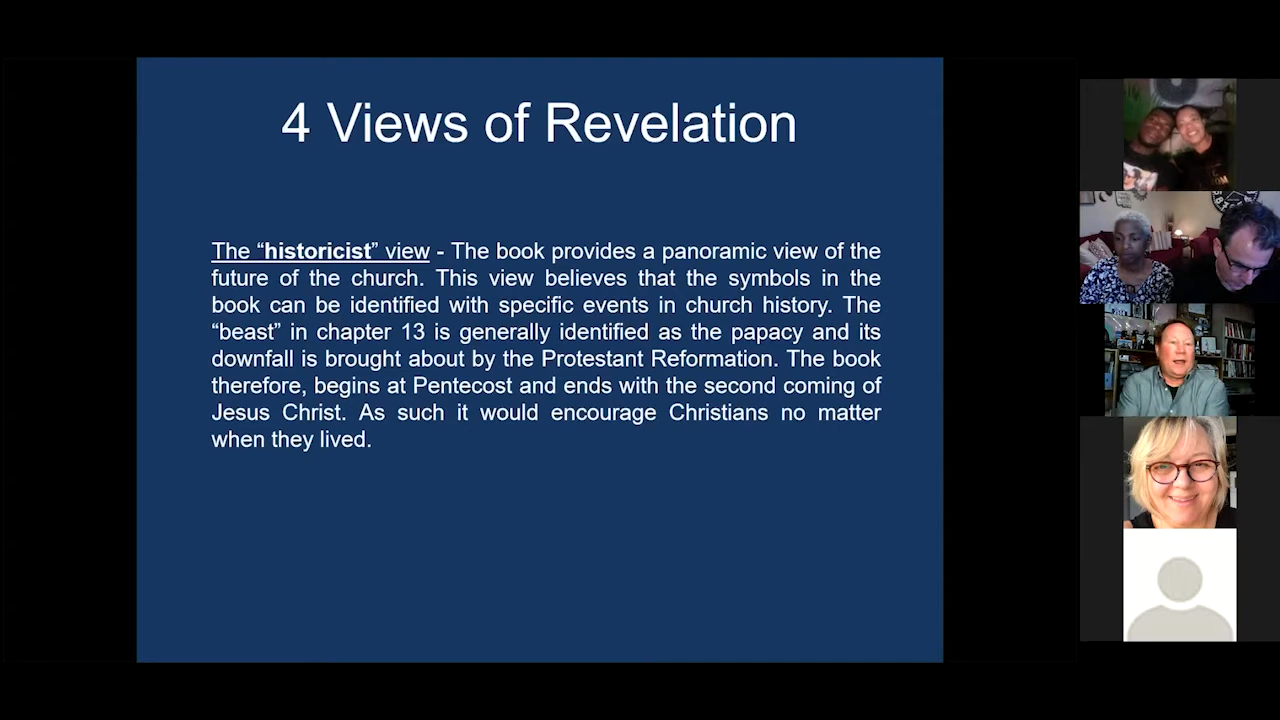 4 Views of Revelation
The “historicist” view - The book provides a panoramic view of the
future of the church. This view believes that the symbols in the
book can be identified with specific events in church history. The
“beast” in chapter 13 is generally identified as the papacy and its
downfall is brought about by the Protestant Reformation. The book
therefore, begins at Pentecost and ends with the second coming of
Jesus Christ. As such it would encourage Christians no matter
when they lived.